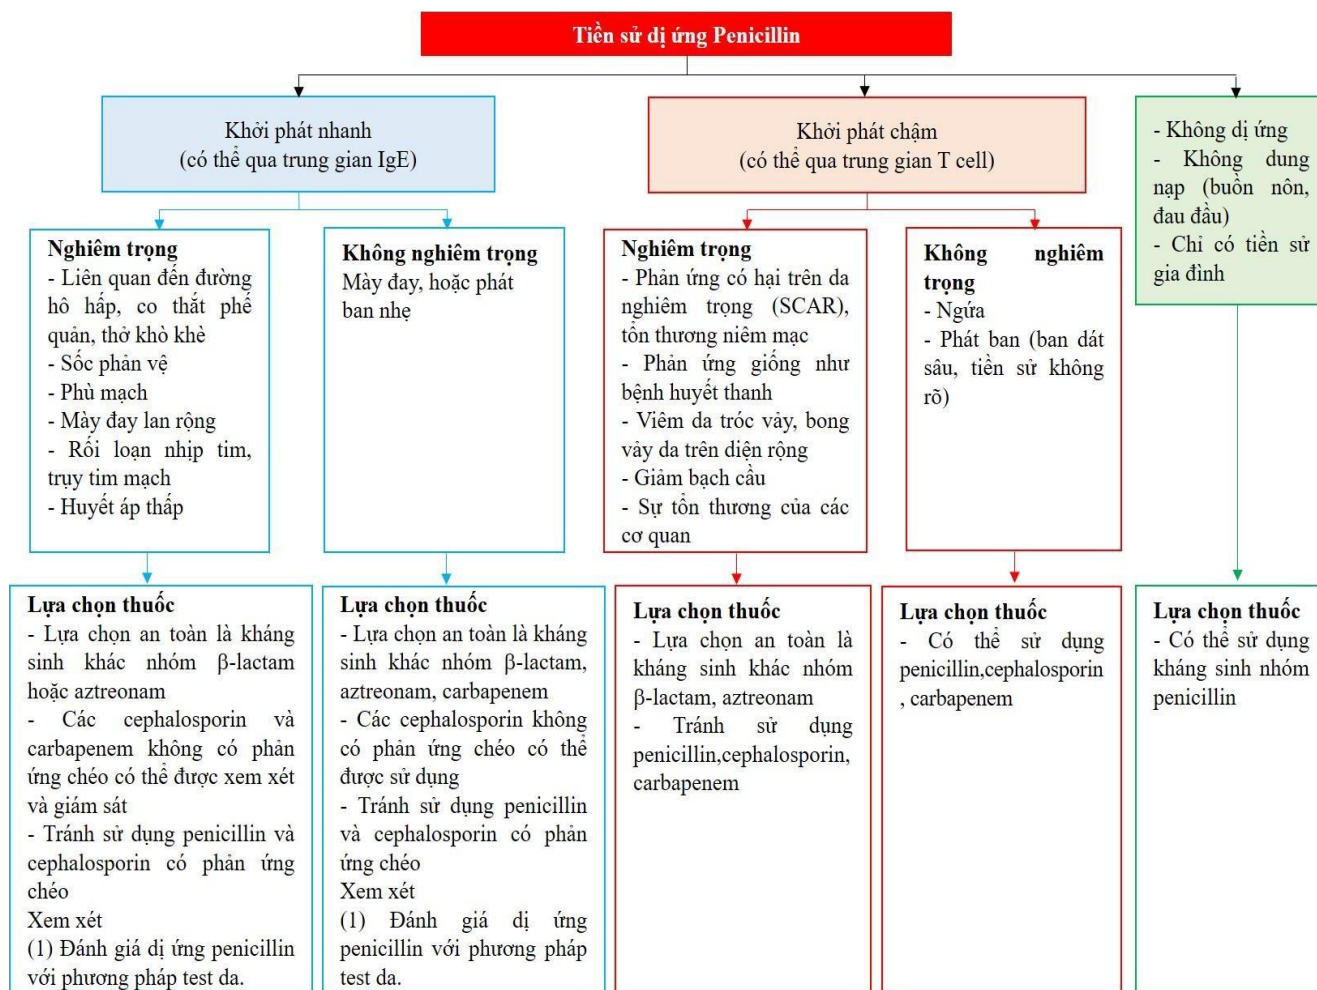 Tiền sử dị ứng Penicillin
Khởi phát nhanh
(có thể qua trung gian IgE)
Khởi phát chậm
(có thể qua trung gian T cell)
- Không dị ứng
- Không dung
nạp (buồn nôn,
đau đầu)
- Chỉ có tiền sử
gia đình
Nghiêm trọng
- Liên quan đến đường
hô hấp, co thắt phế
quản, thở khò khè
- Sốc phản vệ
- Phù mạch
- Mày đay lan rộng
- Rối loạn nhịp tim,
trụy tim mạch
- Huyết áp thấp
Không nghiêm trọng
Mày đay, hoặc phát
ban nhẹ
Nghiêm trọng
- Phản ứng có hại trên da
nghiêm trọng (SCAR),
tổn thương niêm mạc
- Phản ứng giống như
bệnh huyết thanh
- Viêm da tróc vảy, bong
vảy da trên diện rộng
- Giảm bạch cầu
- Sự tổn thương của các
cơ quan
Không nghiêm
trọng
- Ngứa
- Phát ban (ban dát
sâu, tiền sử không
rõ)
Lựa chọn thuốc
- Lựa chọn an toàn là kháng
sinh khác nhóm β-lactam
hoặc aztreonam
- Các cephalosporin và
carbapenem không có phản
ứng chéo có thể được xem xét
và giám sát
- Tránh sử dụng penicillin và
cephalosporin có phản ứng
chéo
Xem xét
(1) Đánh giá dị ứng penicillin
với phương pháp test da.
Lựa chọn thuốc
- Lựa chọn an toàn là kháng
sinh khác nhóm β-lactam,
aztreonam, carbapenem
- Các cephalosporin không
có phản ứng chéo có thể
được sử dụng
- Tránh sử dụng penicillin
và cephalosporin có phản
ứng chéo
Xem xét
(1) Đánh giá dị ứng
penicillin với phương pháp
test da.
Lựa chọn thuốc
- Lựa chọn an toàn là
kháng sinh khác nhóm
β-lactam, aztreonam
- Tránh sử dụng
penicillin,cephalosporin,
carbapenem
Lựa chọn thuốc
- Có thể sử dụng
penicillin,cephalosporin
, carbapenem
Lựa chọn thuốc
- Có thể sử dụng
kháng sinh nhóm
penicillin